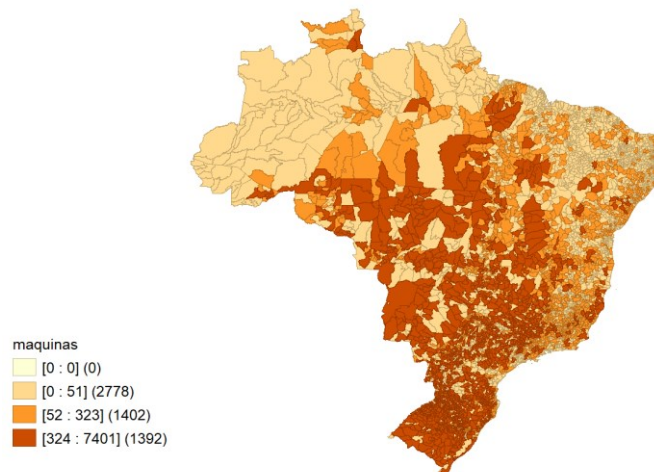 maquinas
[0 : 0] (0)
[0 : 51] (2778)
[52 : 323] (1402)
[324 : 7401] (1392)